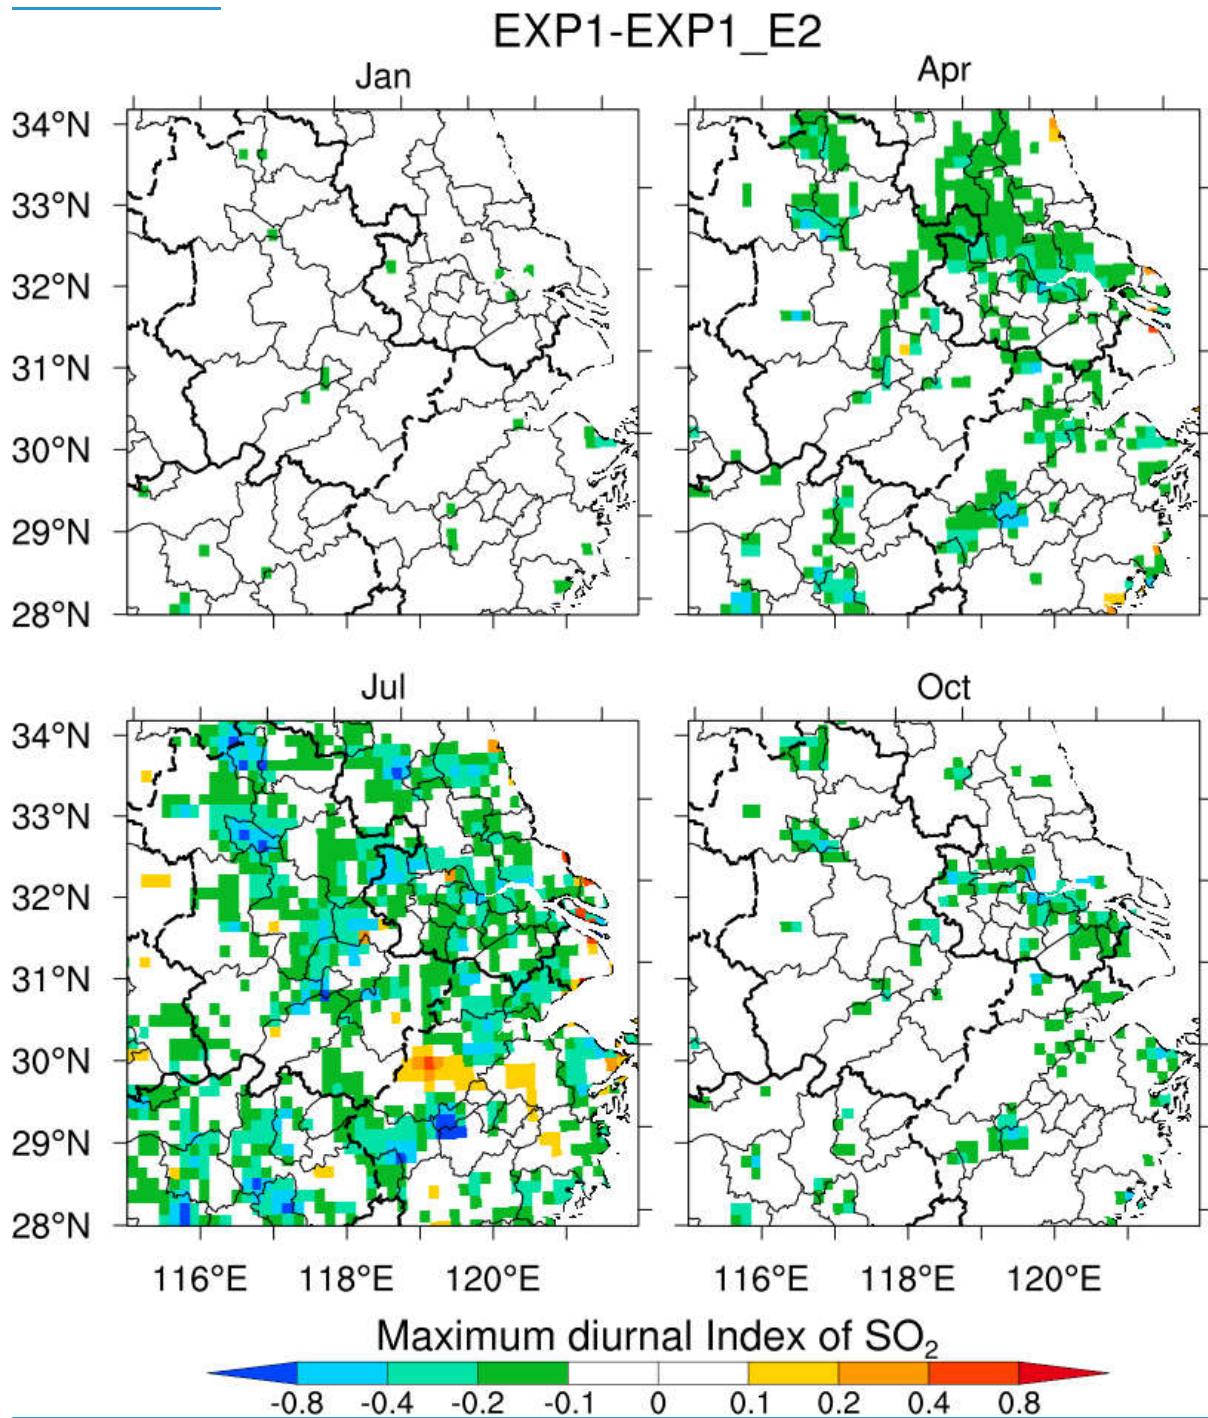 EXP1-EXP1_E2
Jan
Apr
34°N
33°N
32°N
31°N
30°N
29°N
28°N
Jul
Oct
34°N
33°N
32°N
31°N
30°N
29°N
28°N
116°E 118°E 120°E 116°E 118°E 120°E
Maximum diurnal Index of SO₂
-0.8 -0.4 -0.2 -0.1 0 0.1 0.2 0.4 0.8